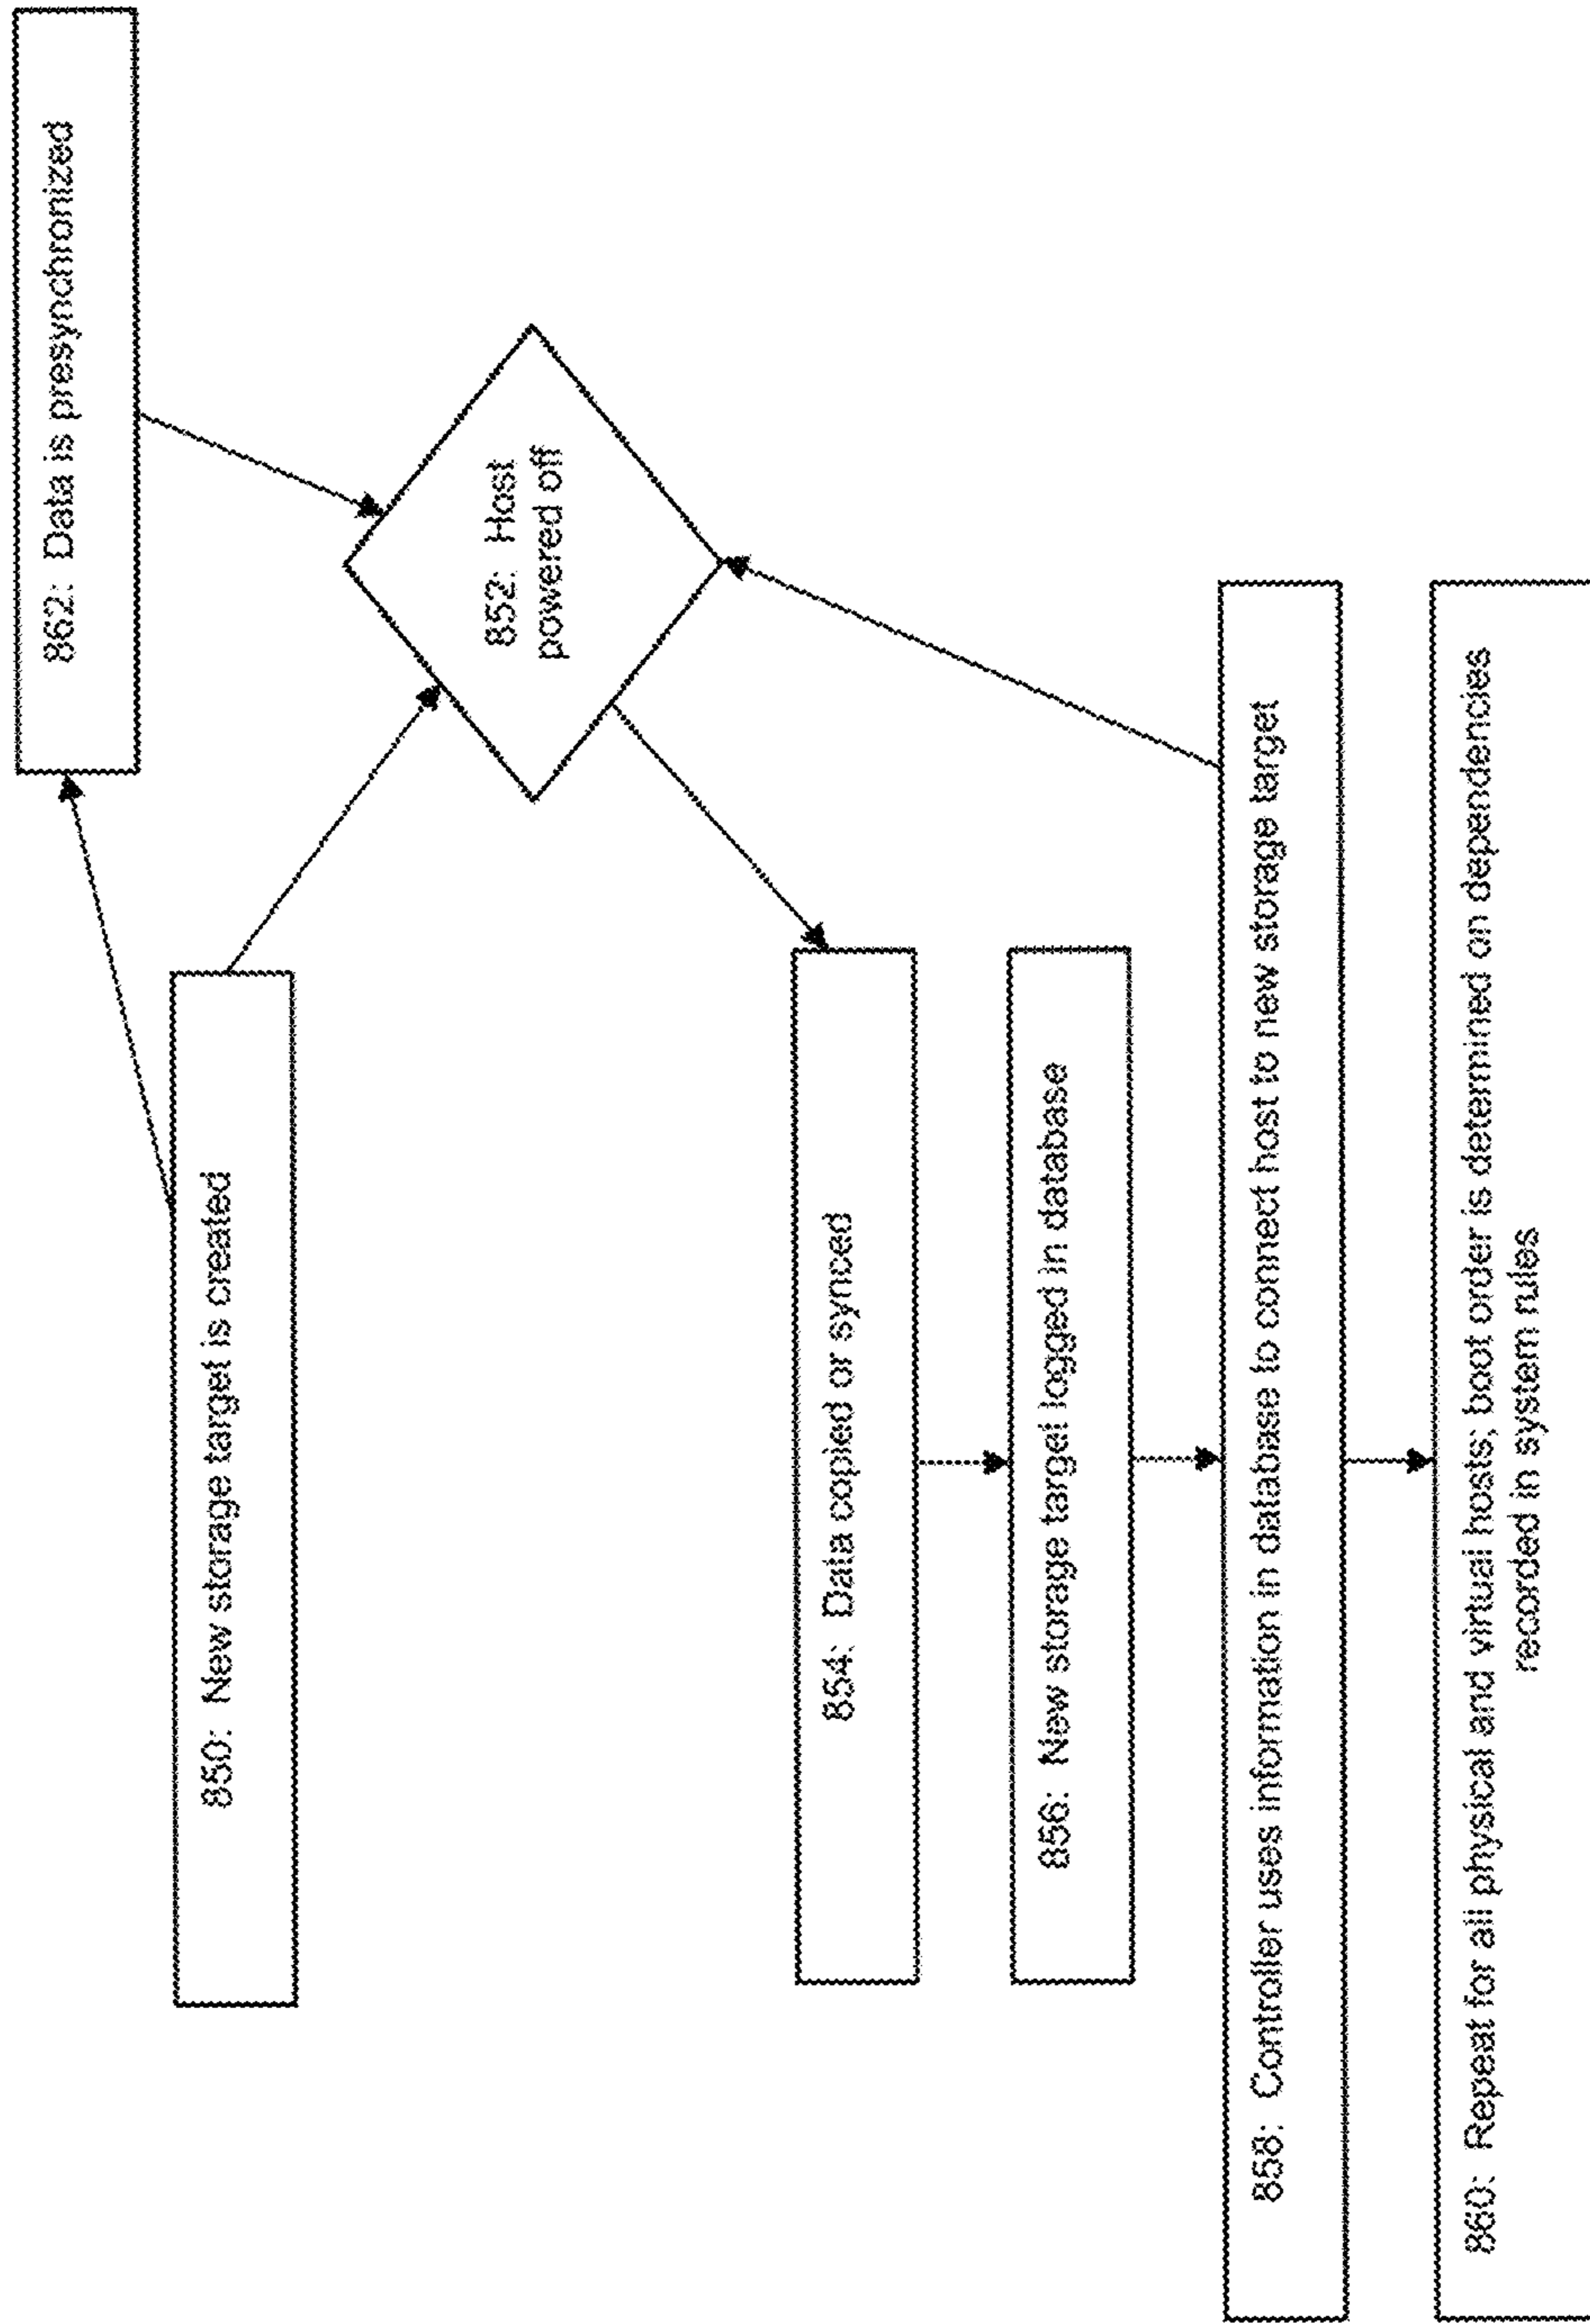 862: Data is presynchronized
850: New storage target is created
852: Host
powered off
854: Data copied or synced
856: New storage target logged in database
858: Controller uses information in database to connect host to new storage target
860: Repeat for all physical and virtual hosts; boot order is determined on dependencies
recorded in system rules